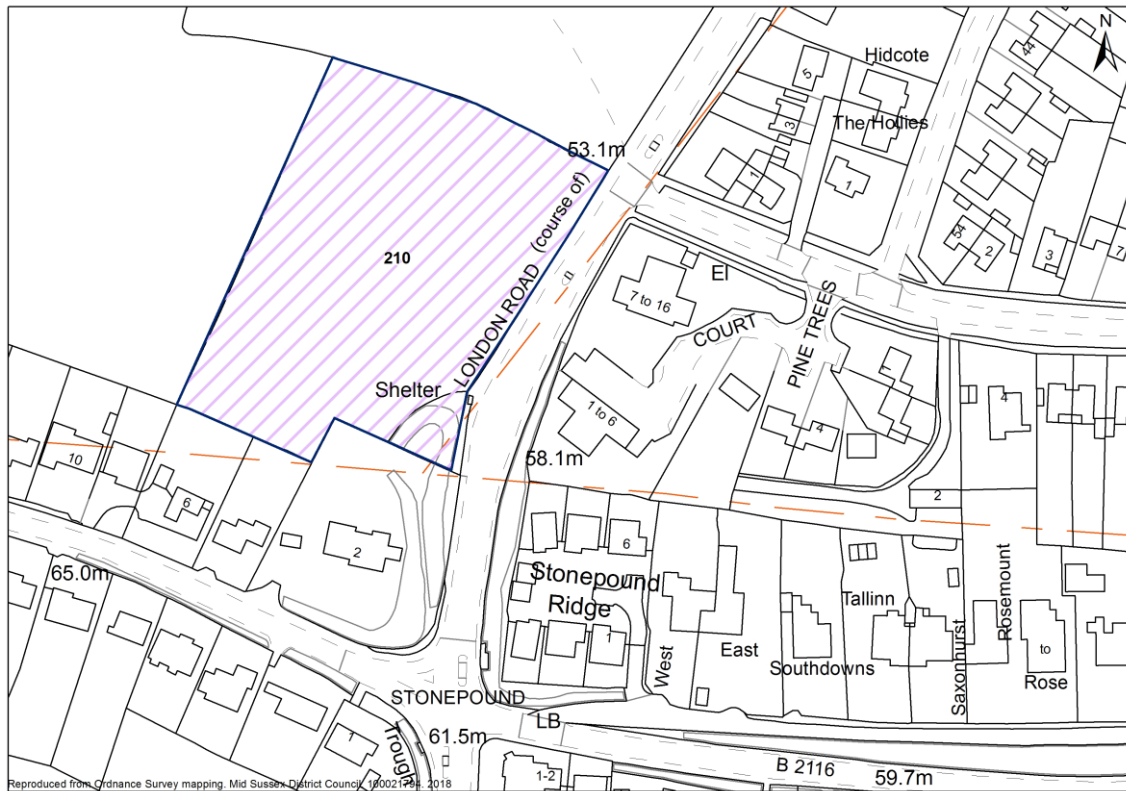 N
Hidcote
44
5
3
The Hollies
53.1m
1
1
54
2
3
7
210
LONDON ROAD (course of)
El
7 to 16
COURT
PINE TREES
Shelter
1 to 6
1
4
4
58.1m
10
6
2
2
6
65.0m
Stonepound
Ridge
1
Tallinn
Rosemount
West
East
Southdowns
Saxonhurst
to
Rose
STONEPOUND
LB
Trough
1
61.5m
B 2116
59.7m
1-2
Reproduced from Ordnance Survey mapping. Mid Sussex District Council. 100021794. 2018